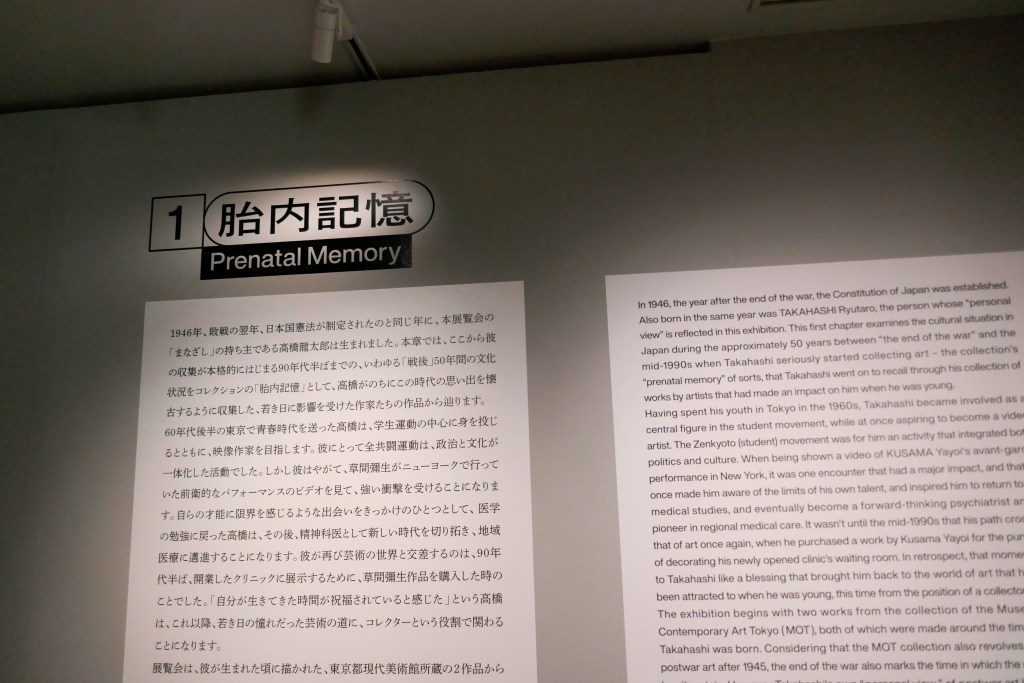 1
胎内記憶
Prenatal Memory
1946年、敗戦の翌年、日本国憲法が制定されたのと同じ年に、本展覧会の
「まなざし」の持ち主である高橋龍太郎は生まれました。本章では、ここから彼
の収集が本格的にはじまる90年代半ばまでの、いわゆる「戦後」50年間の文化
状況をコレクションの「胎内記憶」として、高橋がのちにこの時代の思い出を懐
古するように収集した、若き日に影響を受けた作家たちの作品から辿ります。
60年代後半の東京で青春時代を送った高橋は、学生運動の中心に身を投じ
るとともに、映像作家を目指します。彼にとって全共闘運動は、政治と文化が
一体化した活動でした。しかし彼はやがて、草間彌生がニューヨークで行って
いた前衛的なパフォーマンスのビデオを見て、強い衝撃を受けることになりま
す。自らの才能に限界を感じるような出会いをきっかけのひとつとして、医学
の勉強に戻った高橋は、その後、精神科医として新しい時代を切り拓き、地域
医療に邁進することになります。彼が再び芸術の世界と交差するのは、90年
代半ば、開業したクリニックに展示するために、草間彌生作品を購入した時の
ことでした。「自分が生きてきた時間が祝福されていると感じた」という高橋
は、これ以降、若き日の憧れだった芸術の道に、コレクターという役割で関わる
ことになります。
展覧会は、彼が生まれた頃に描かれた、東京都現代美術館所蔵の2作品から
In 1946, the year after the end of the war, the Constitution of Japan was established.
Also born in the same year was TAKAHASHI Ryutaro, the person whose "personal
view" is reflected in this exhibition. This first chapter examines the cultural situation in
Japan during the approximately 50 years between "the end of the war" and the
mid-1990s when Takahashi seriously started collecting art – the collection's
"prenatal memory" of sorts, that Takahashi went on to recall through his collection of
works by artists that had made an impact on him when he was young.
Having spent his youth in Tokyo in the 1960s, Takahashi became involved as a
central figure in the student movement, while at once aspiring to become a video
artist. The Zenkyoto (student) movement was for him an activity that integrated bot
politics and culture. When being shown a video of KUSAMA Yayoi's avant-gar
performance in New York, it was one encounter that had a major impact, and that
once made him aware of the limits of his own talent, and inspired him to return to
medical studies, and eventually become a forward-thinking psychiatrist an
pioneer in regional medical care. It wasn't until the mid-1990s that his path cros
that of art once again, when he purchased a work by Kusama Yayoi for the pur
of decorating his newly opened clinic's waiting room. In retrospect, that mome
to Takahashi like a blessing that brought him back to the world of art that h
been attracted to when he was young, this time from the position of a collecto
The exhibition begins with two works from the collection of the Muse
Contemporary Art Tokyo (MOT), both of which were made around the tim
Takahashi was born. Considering that the MOT collection also revolves
postwar art after 1945, the end of the war also marks the time in which the